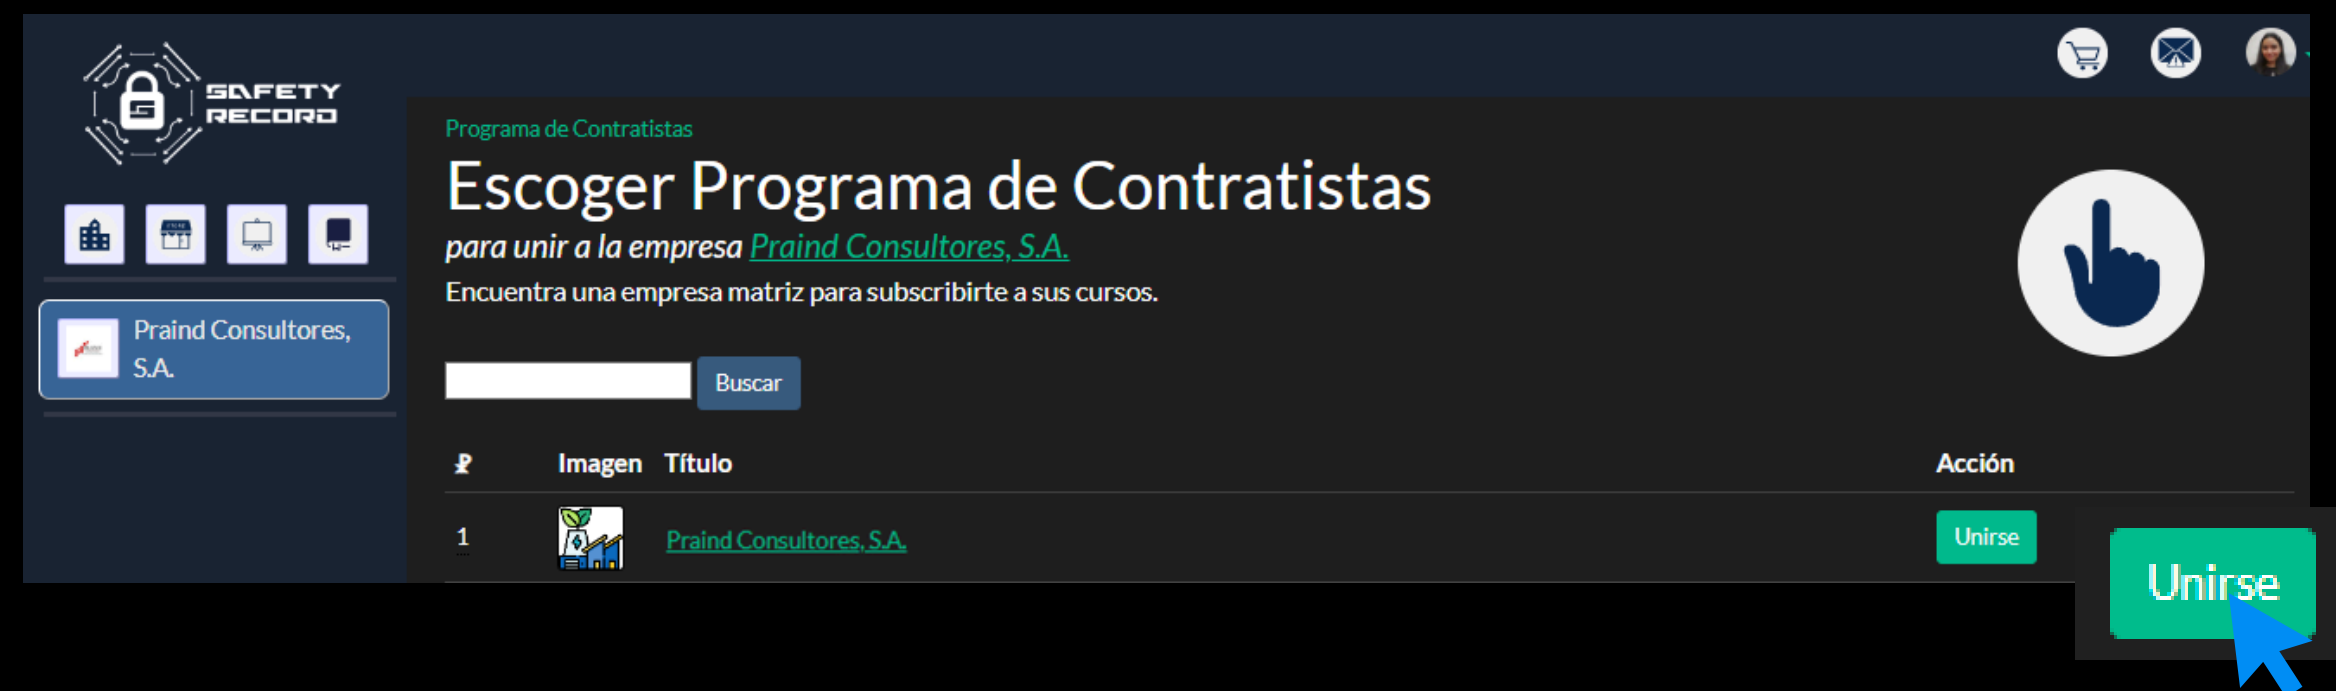 SAFETY
RECORD
Programa de Contratistas
Escoger Programa de Contratistas
para unir a la empresa Praind Consultores, S.A.
Encuentra una empresa matriz para subscribirte a sus cursos.
Praind Consultores,
S.A.
Buscar
Imagen Título Acción
1 Praind Consultores, S.A. Unirse
Unirse